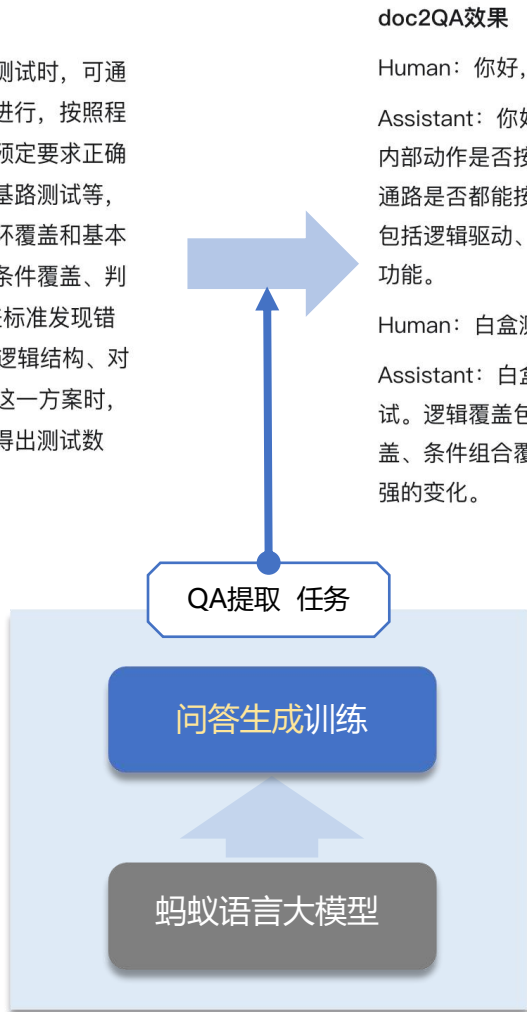 测试时，可通
进行，按照程
预定要求正确
基路测试等，
环覆盖和基本
条件覆盖、判
标准发现错
逻辑结构、对
这一方案时，
得出测试数
doc2QA效果
Human：你好，
Assistant：你好
内部动作是否按
通路是否都能按
包括逻辑驱动、
功能。
Human：白盒测
Assistant：白盒
试。逻辑覆盖包
盖、条件组合覆
强的变化。
QA提取 任务
问答生成训练
蚂蚁语言大模型